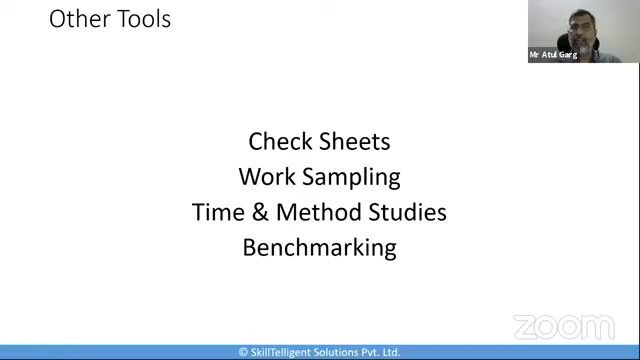 Other Tools
Mr Atul Garg
Check Sheets
Work Sampling
Time & Method Studies
Benchmarking
zoom
© SkillTelligent Solutions Pvt. Ltd.